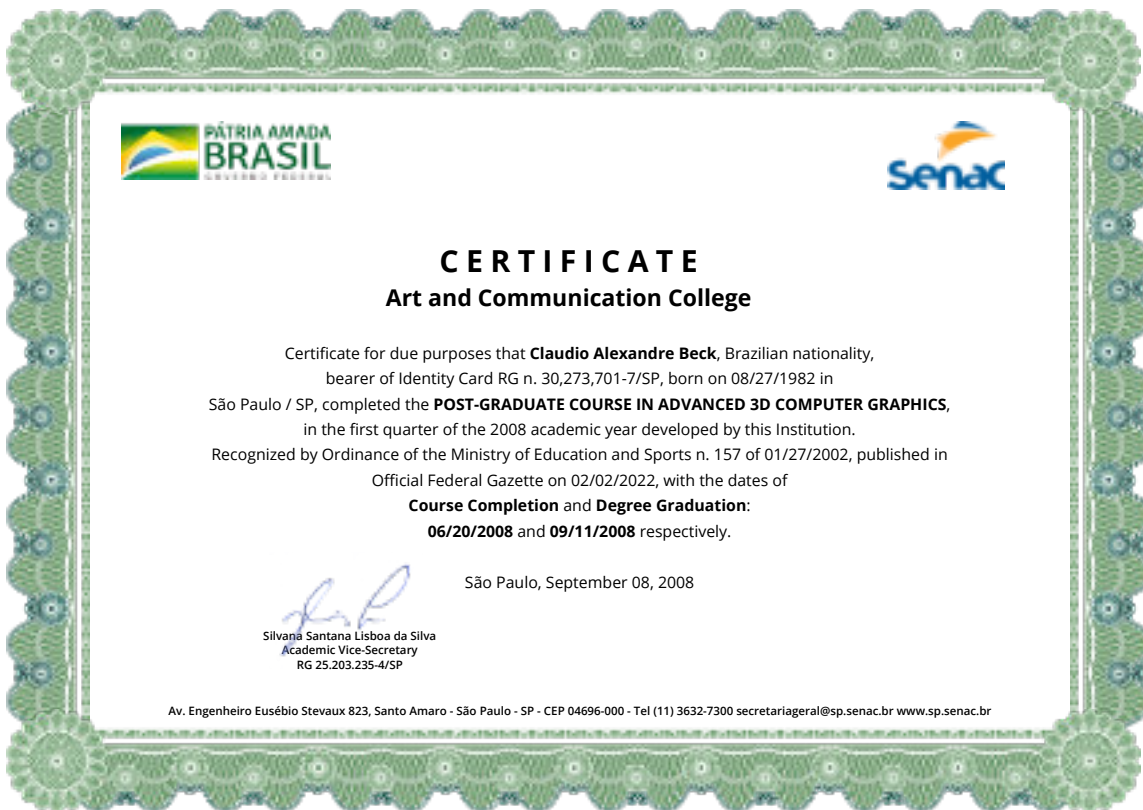 PÁTRIA AMADA
BRASIL
GOVERNO FEDERAL
Senac
CERTIFICATE
Art and Communication College
Certificate for due purposes that Claudio Alexandre Beck, Brazilian nationality,
bearer of Identity Card RG n. 30,273,701-7/SP, born on 08/27/1982 in
São Paulo / SP, completed the POST-GRADUATE COURSE IN ADVANCED 3D COMPUTER GRAPHICS,
in the first quarter of the 2008 academic year developed by this Institution.
Recognized by Ordinance of the Ministry of Education and Sports n. 157 of 01/27/2002, published in
Official Federal Gazette on 02/02/2022, with the dates of
Course Completion and Degree Graduation:
06/20/2008 and 09/11/2008 respectively.
São Paulo, September 08, 2008
Silvana Santana Lisboa da Silva
Academic Vice-Secretary
RG 25.203.235-4/SP
Av. Engenheiro Eusébio Stevaux 823, Santo Amaro - São Paulo - SP - CEP 04696-000 - Tel (11) 3632-7300 secretariageral@sp.senac.br www.sp.senac.br